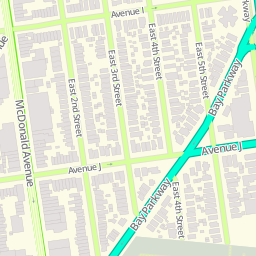 Avenue I
East 4th Street
East 3rd Street
East 5th Street
East 2nd Street
McDonald Avenue
Bay Parkway
Avenue J
Avenue J
Bay Parkway
East 4th Street